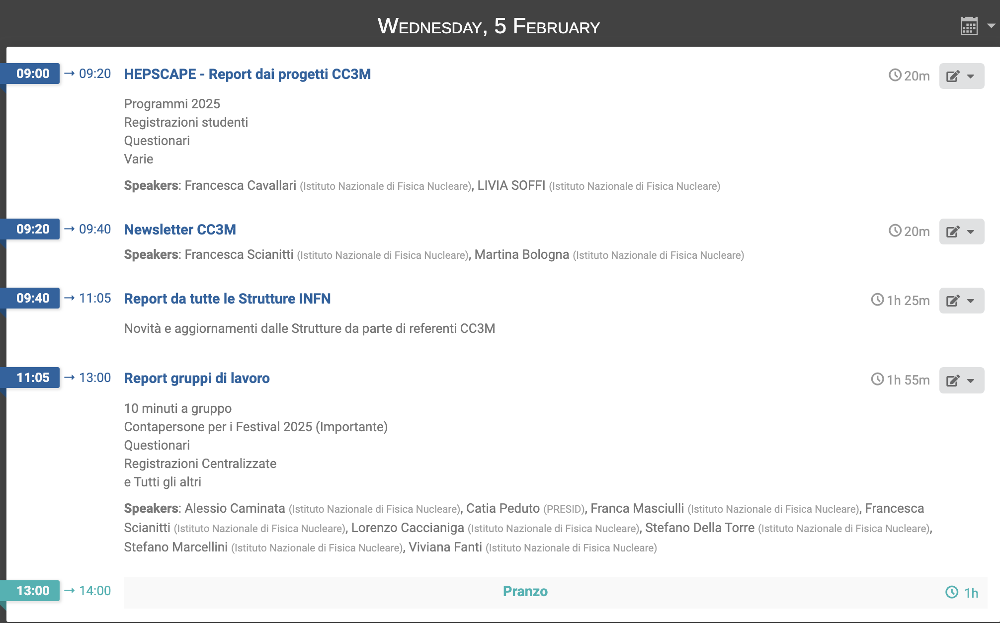 Wednesday, 5 February
09:00 → 09:20 HEPSCAPE - Report dai progetti CC3M 20m
Programmi 2025
Registrazioni studenti
Questionari
Varie
Speakers: Francesca Cavallari (Istituto Nazionale di Fisica Nucleare), LIVIA SOFFI (Istituto Nazionale di Fisica Nucleare)
09:20 → 09:40 Newsletter CC3M 20m
Speakers: Francesca Scianitti (Istituto Nazionale di Fisica Nucleare), Martina Bologna (Istituto Nazionale di Fisica Nucleare)
09:40 → 11:05 Report da tutte le Strutture INFN 1h 25m
Novità e aggiornamenti dalle Strutture da parte di referenti CC3M
11:05 → 13:00 Report gruppi di lavoro 1h 55m
10 minuti a gruppo
Contapersone per i Festival 2025 (Importante)
Questionari
Registrazioni Centralizzate
e Tutti gli altri
Speakers: Alessio Caminata (Istituto Nazionale di Fisica Nucleare), Catia Peduto (PRESID), Franca Masciulli (Istituto Nazionale di Fisica Nucleare), Francesca
Scianitti (Istituto Nazionale di Fisica Nucleare), Lorenzo Caccianiga (Istituto Nazionale di Fisica Nucleare), Stefano Della Torre (Istituto Nazionale di Fisica Nucleare),
Stefano Marcellini (Istituto Nazionale di Fisica Nucleare), Viviana Fanti (Istituto Nazionale di Fisica Nucleare)
13:00 → 14:00 Pranzo 1h